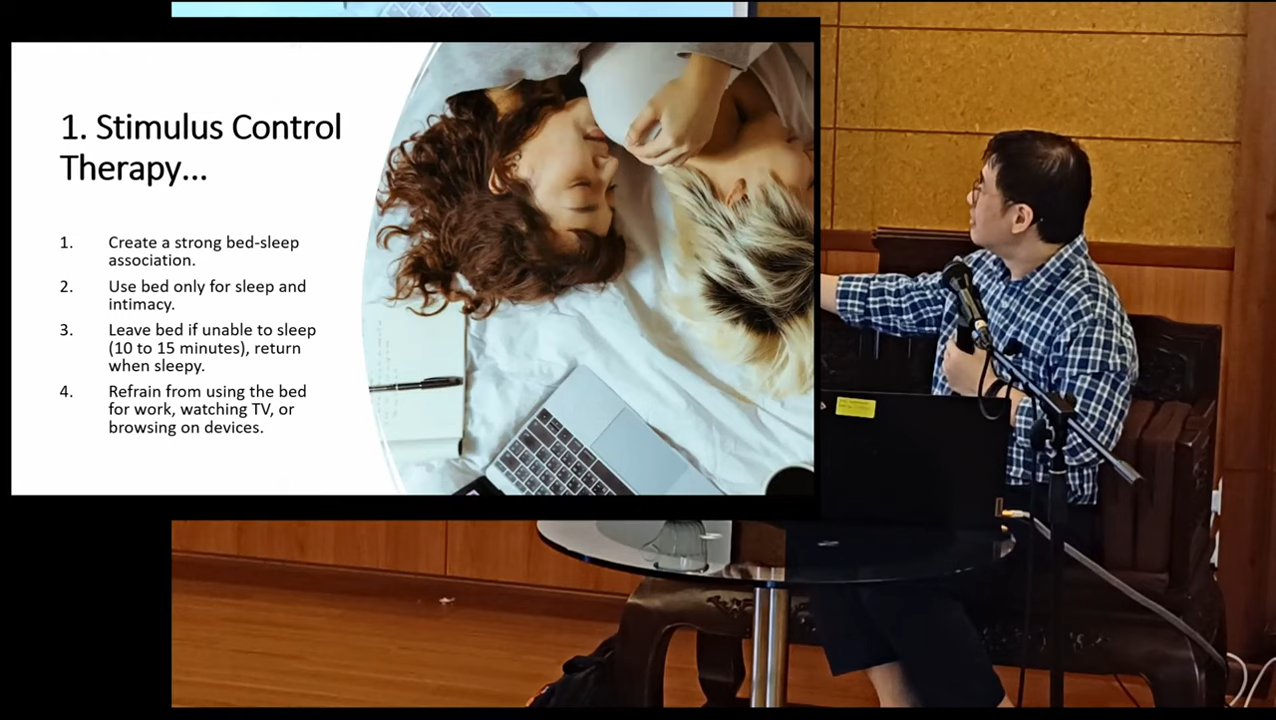 1. Stimulus Control
Therapy...
1. Create a strong bed-sleep
association.
2. Use bed only for sleep and
intimacy.
3. Leave bed if unable to sleep
(10 to 15 minutes), return
when sleepy.
4. Refrain from using the bed
for work, watching TV, or
browsing on devices.